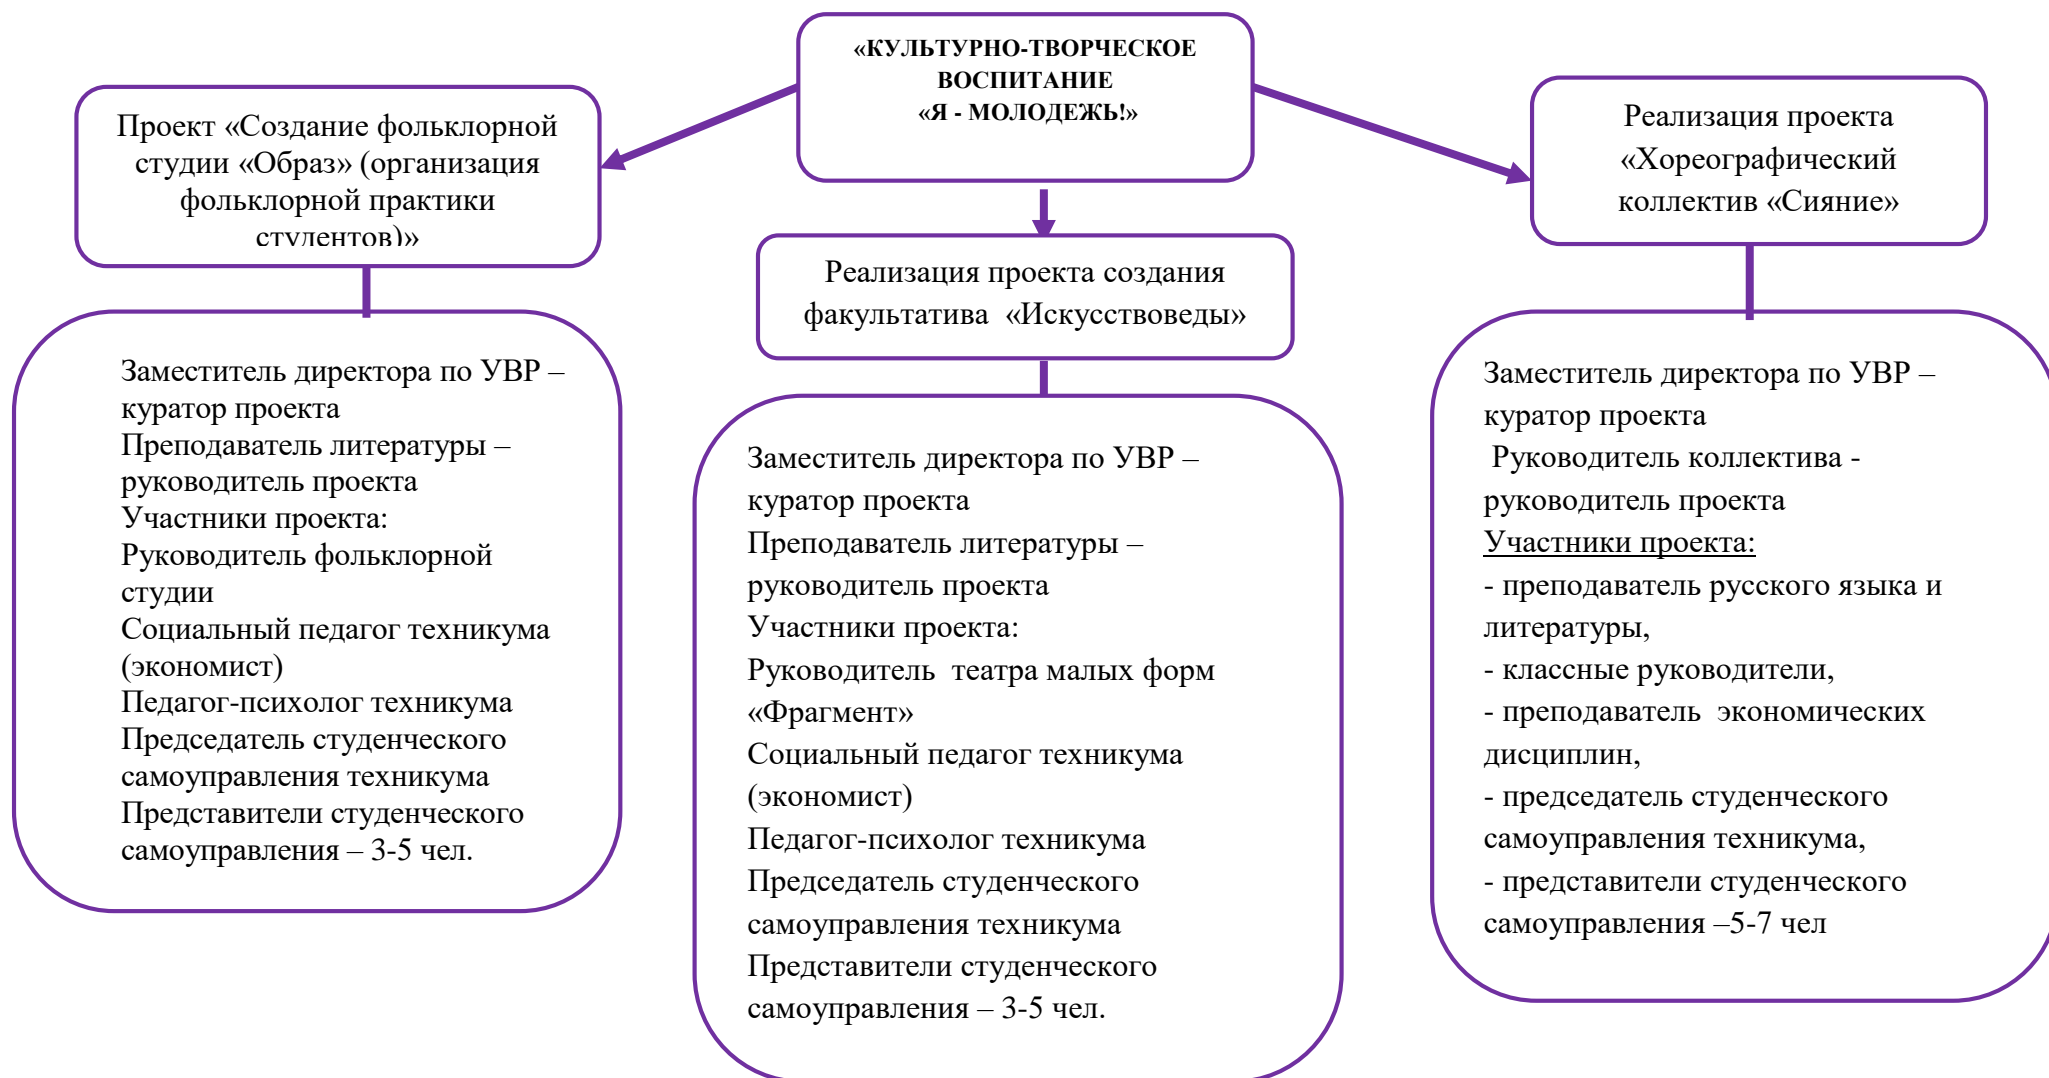 «КУЛЬТУРНО-ТВОРЧЕСКОЕ
ВОСПИТАНИЕ
«Я - МОЛОДЕЖЬ!»
Проект «Создание фольклорной
студии «Образ» (организация
фольклорной практики
студентов)»
Реализация проекта
«Хореографический
коллектив «Сияние»
Реализация проекта создания
факультатива «Искусствоведы»
Заместитель директора по УВР –
куратор проекта
Преподаватель литературы –
руководитель проекта
Участники проекта:
Руководитель фольклорной
студии
Социальный педагог техникума
(экономист)
Педагог-психолог техникума
Председатель студенческого
самоуправления техникума
Представители студенческого
самоуправления – 3-5 чел.
Заместитель директора по УВР –
куратор проекта
Преподаватель литературы –
руководитель проекта
Участники проекта:
Руководитель театра малых форм
«Фрагмент»
Социальный педагог техникума
(экономист)
Педагог-психолог техникума
Председатель студенческого
самоуправления техникума
Представители студенческого
самоуправления – 3-5 чел.
Заместитель директора по УВР –
куратор проекта
Руководитель коллектива -
руководитель проекта
Участники проекта:
- преподаватель русского языка и
литературы,
- классные руководители,
- преподаватель экономических
дисциплин,
- председатель студенческого
самоуправления техникума,
- представители студенческого
самоуправления –5-7 чел